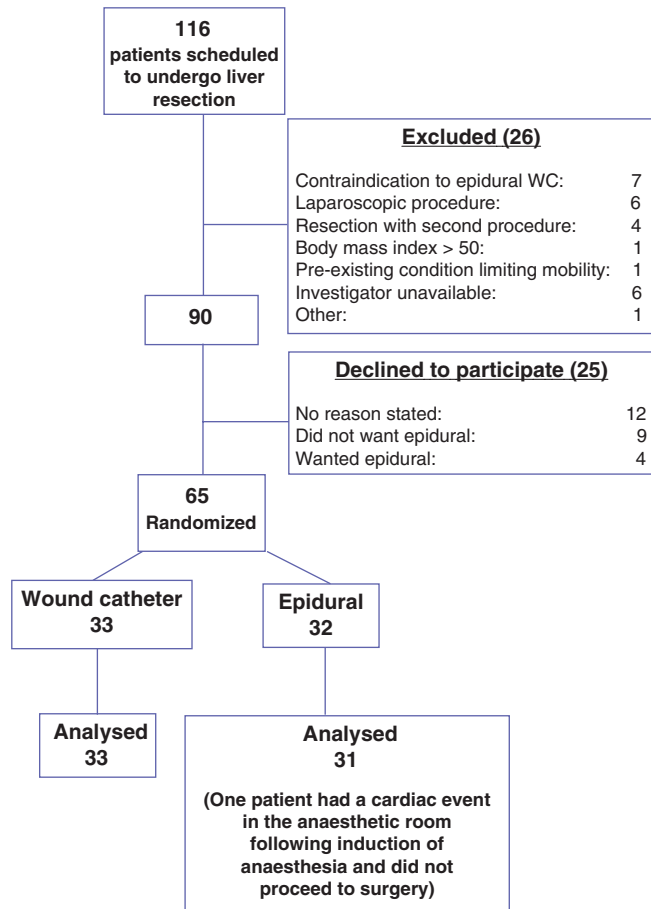 116
patients scheduled
to undergo liver
resection
Excluded (26)
Contraindication to epidural WC: 7
Laparoscopic procedure: 6
Resection with second procedure: 4
Body mass index > 50: 1
Pre-existing condition limiting mobility: 1
Investigator unavailable: 6
Other: 1
90
Declined to participate (25)
No reason stated: 12
Did not want epidural: 9
Wanted epidural: 4
65
Randomized
Wound catheter
33
Epidural
32
Analysed
33
Analysed
31
(One patient had a cardiac event
in the anaesthetic room
following induction of
anaesthesia and did not
proceed to surgery)